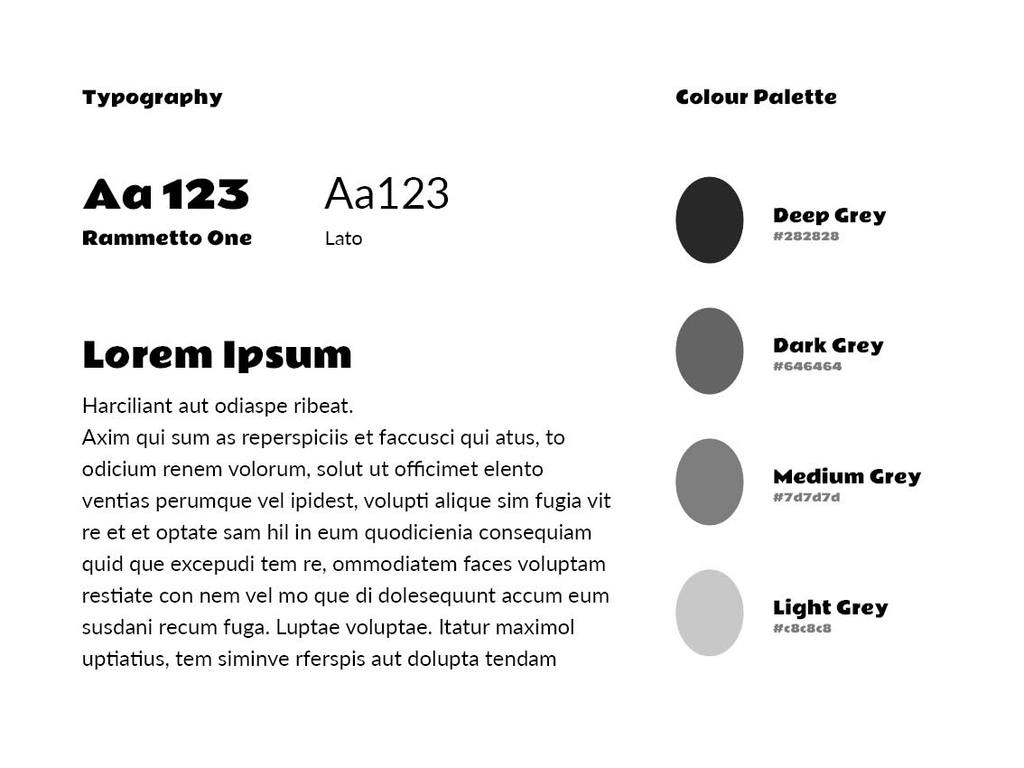 Typography
Aa 123
Rammetto One
Aa123
Lato
Lorem Ipsum
Harciliant aut odiaspe ribeat.
Axim qui sum as reperspiciis et faccusci qui atus, to
odicium renem volorum, solut ut officimet elento
ventias perumque vel ipidest, volupti alique sim fugia vit
re et et optate sam hil in eum quodicienia consequiam
quid que excepudi tem re, ommodiatem faces voluptam
restiate con nem vel mo que di dolesequunt accum eum
susdani recum fuga. Luptae voluptae. Itatur maximol
uptiatius, tem siminve rferspis aut dolupta tendam
Colour Palette
Deep Grey
#282828
Dark Grey
#646464
Medium Grey
#7d7d7d
Light Grey
#c8c8c8